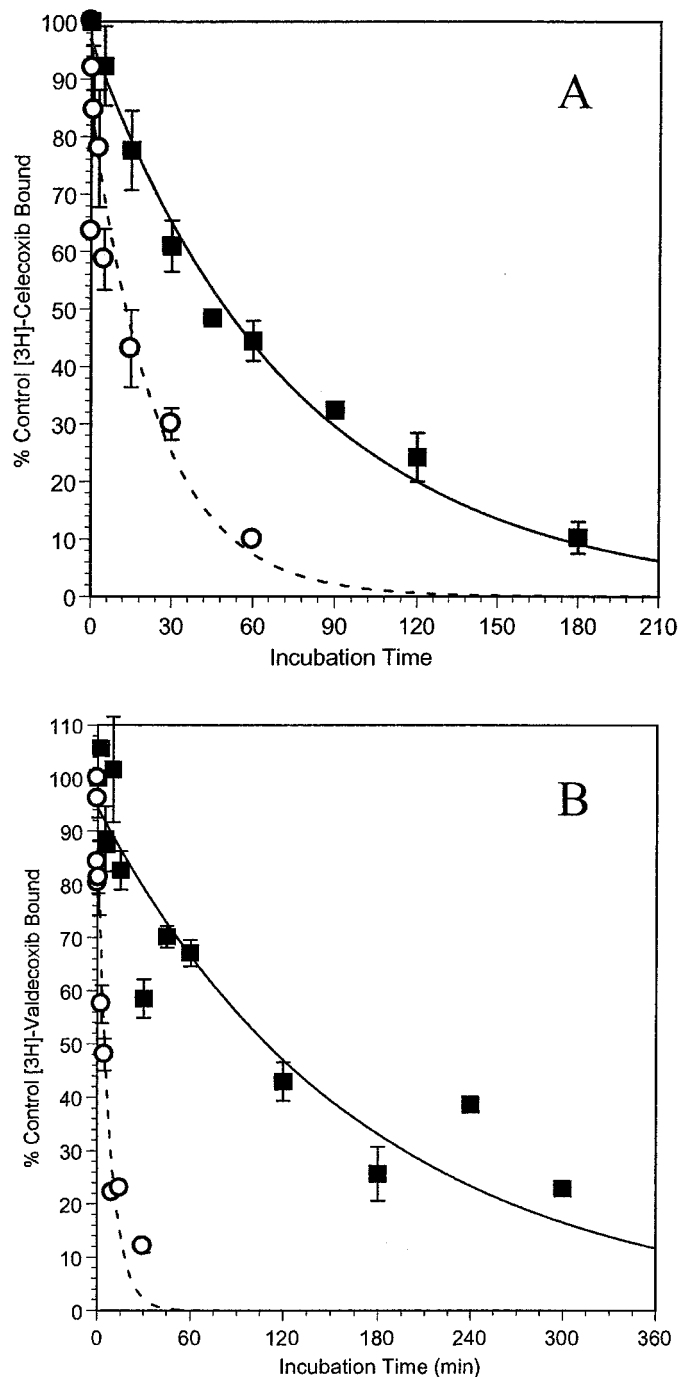 A
% Control [3H]-Celecoxib Bound
100
90
80
70
60
50
40
30
20
10
0
0 30 60 90 120 150 180 210
Incubation Time
B
% Control [3H]-Valdecoxib Bound
110
100
90
80
70
60
50
40
30
20
10
0
0 60 120 180 240 300 360
Incubation Time (min)